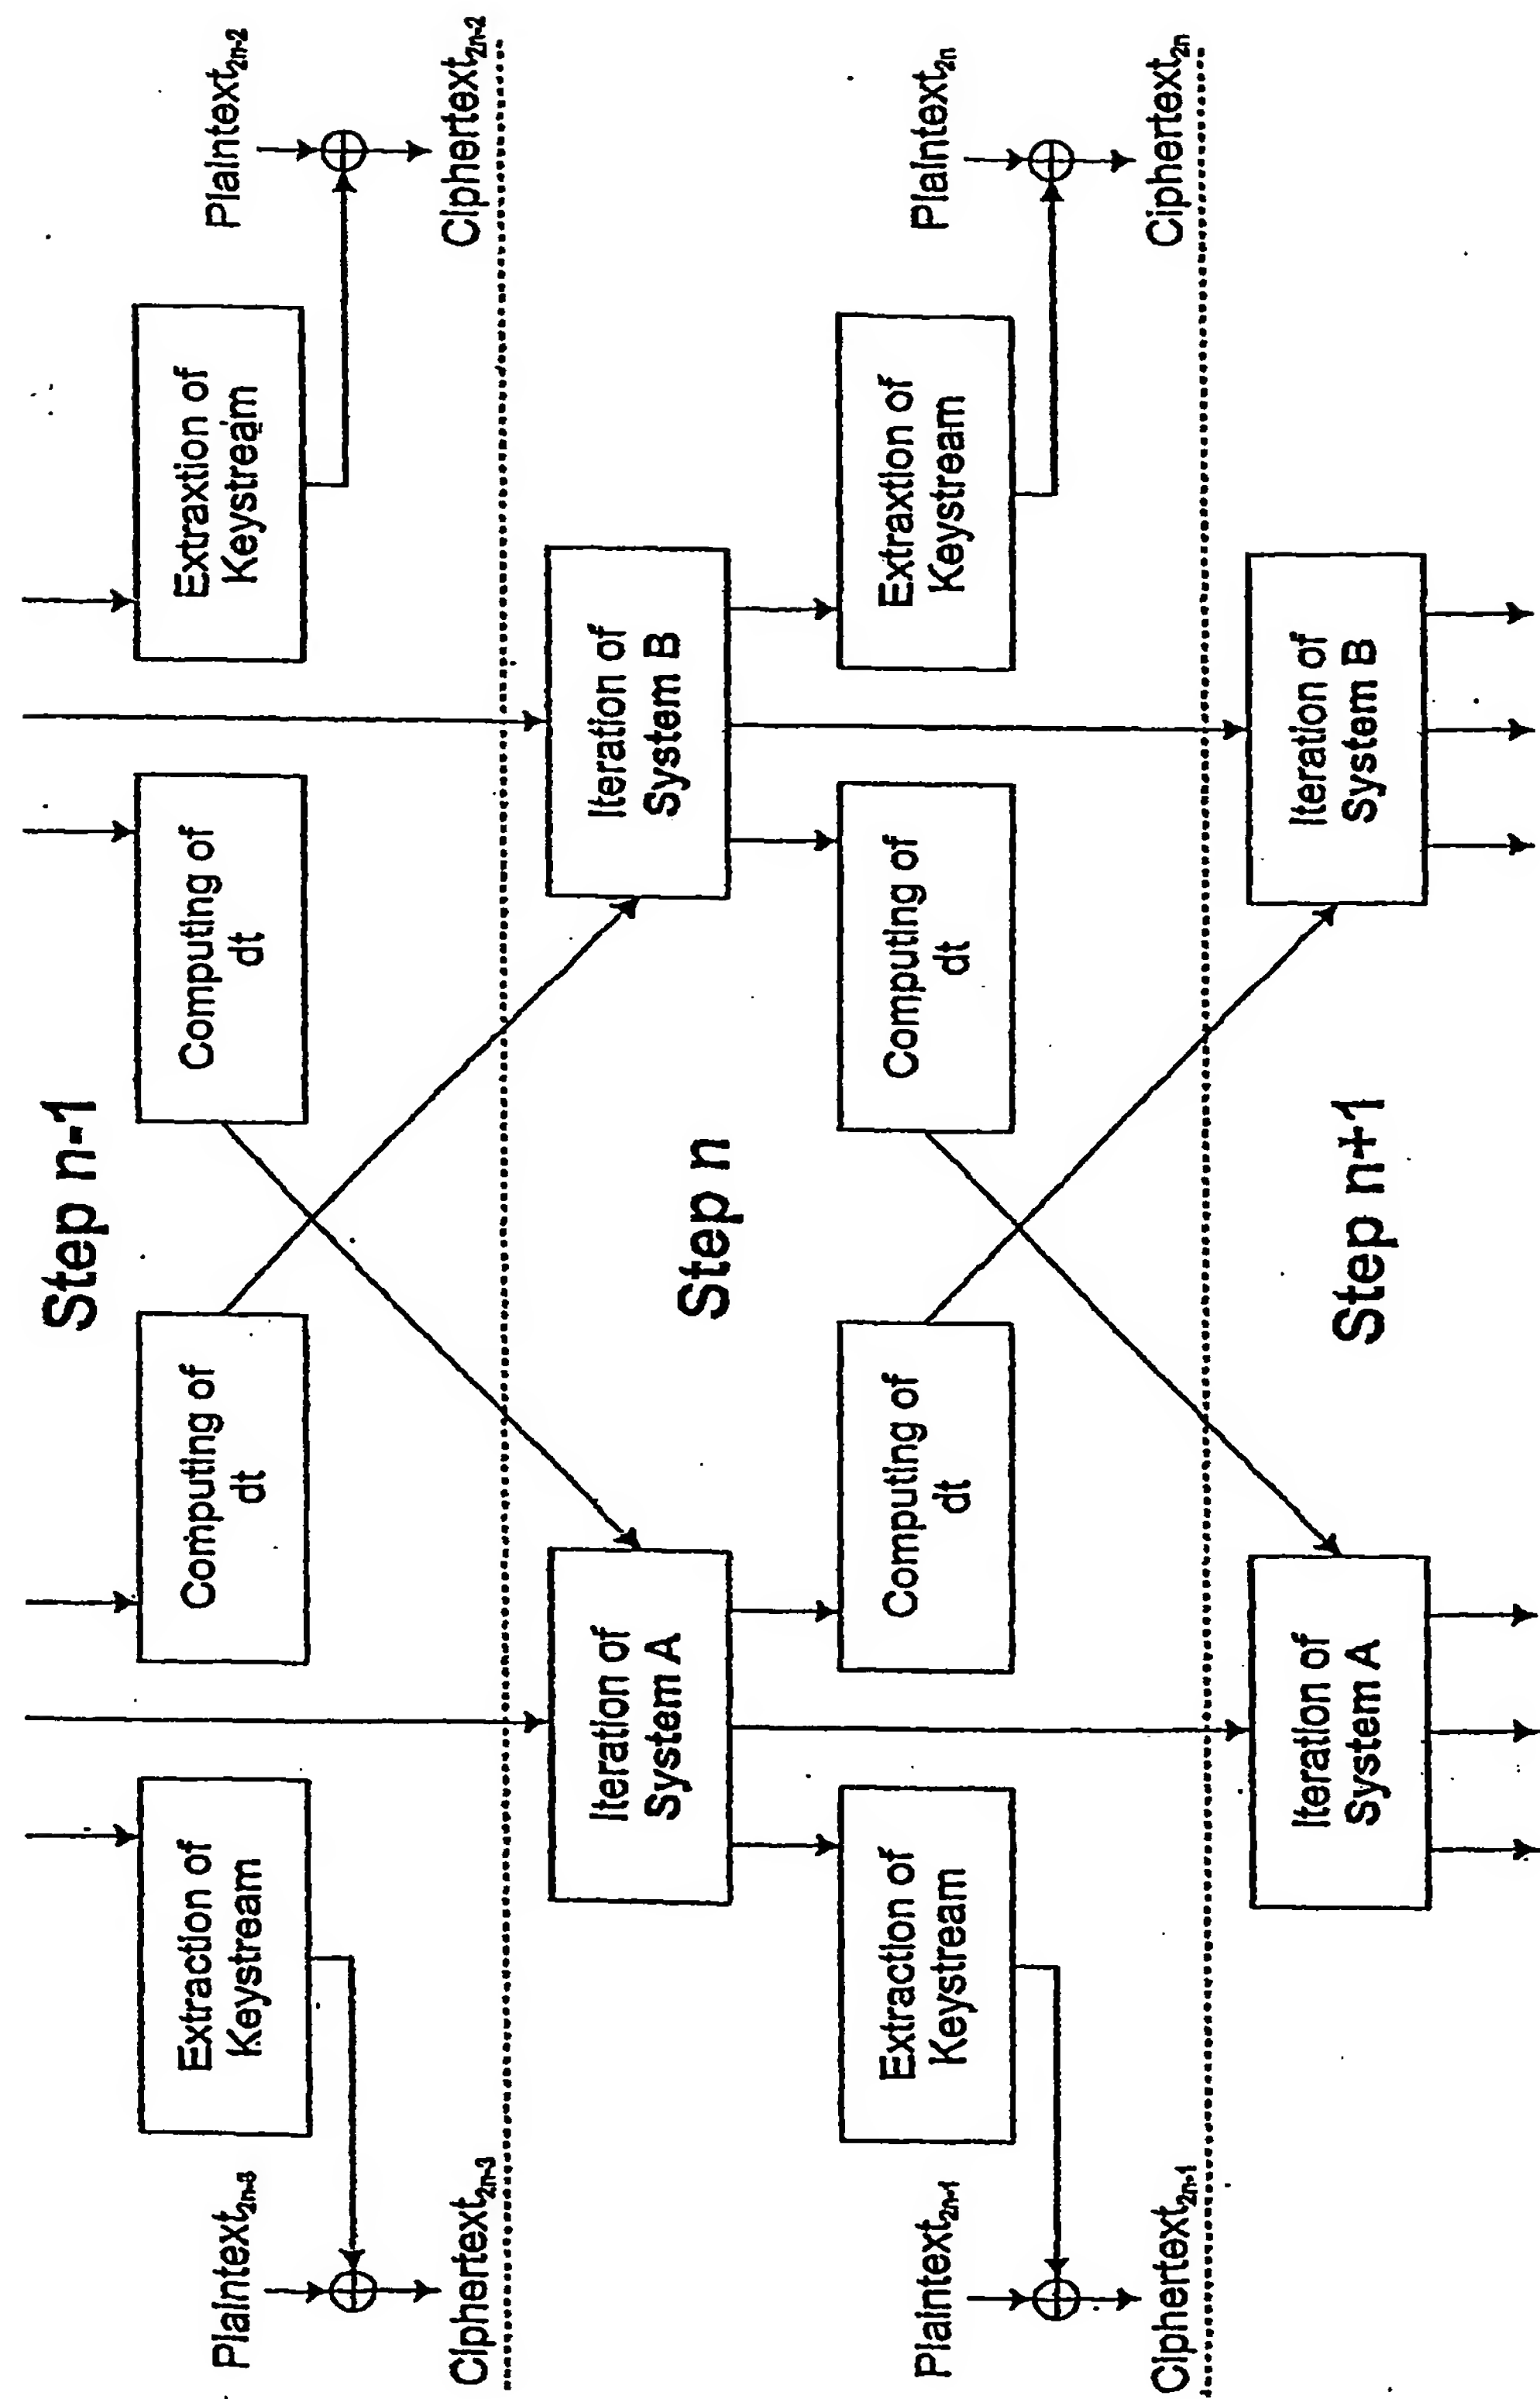 Step n-1
Plaintext2n-3
Extraction of
Keystream
Computing of
dt
Computing of
dt
Extraxtion of
Keystream
Plaintext2n-2
Ciphertext2n-3
Ciphertext2n-2
Iteration of
System A
Step n
Iteration of
System B
Plaintext2n-1
Extraction of
Keystream
Computing of
dt
Computing of
dt
Extraxtion of
Keystream
Plaintext2n
Ciphertext2n-1
Ciphertext2n
Iteration of
System A
Step n+1
Iteration of
System B